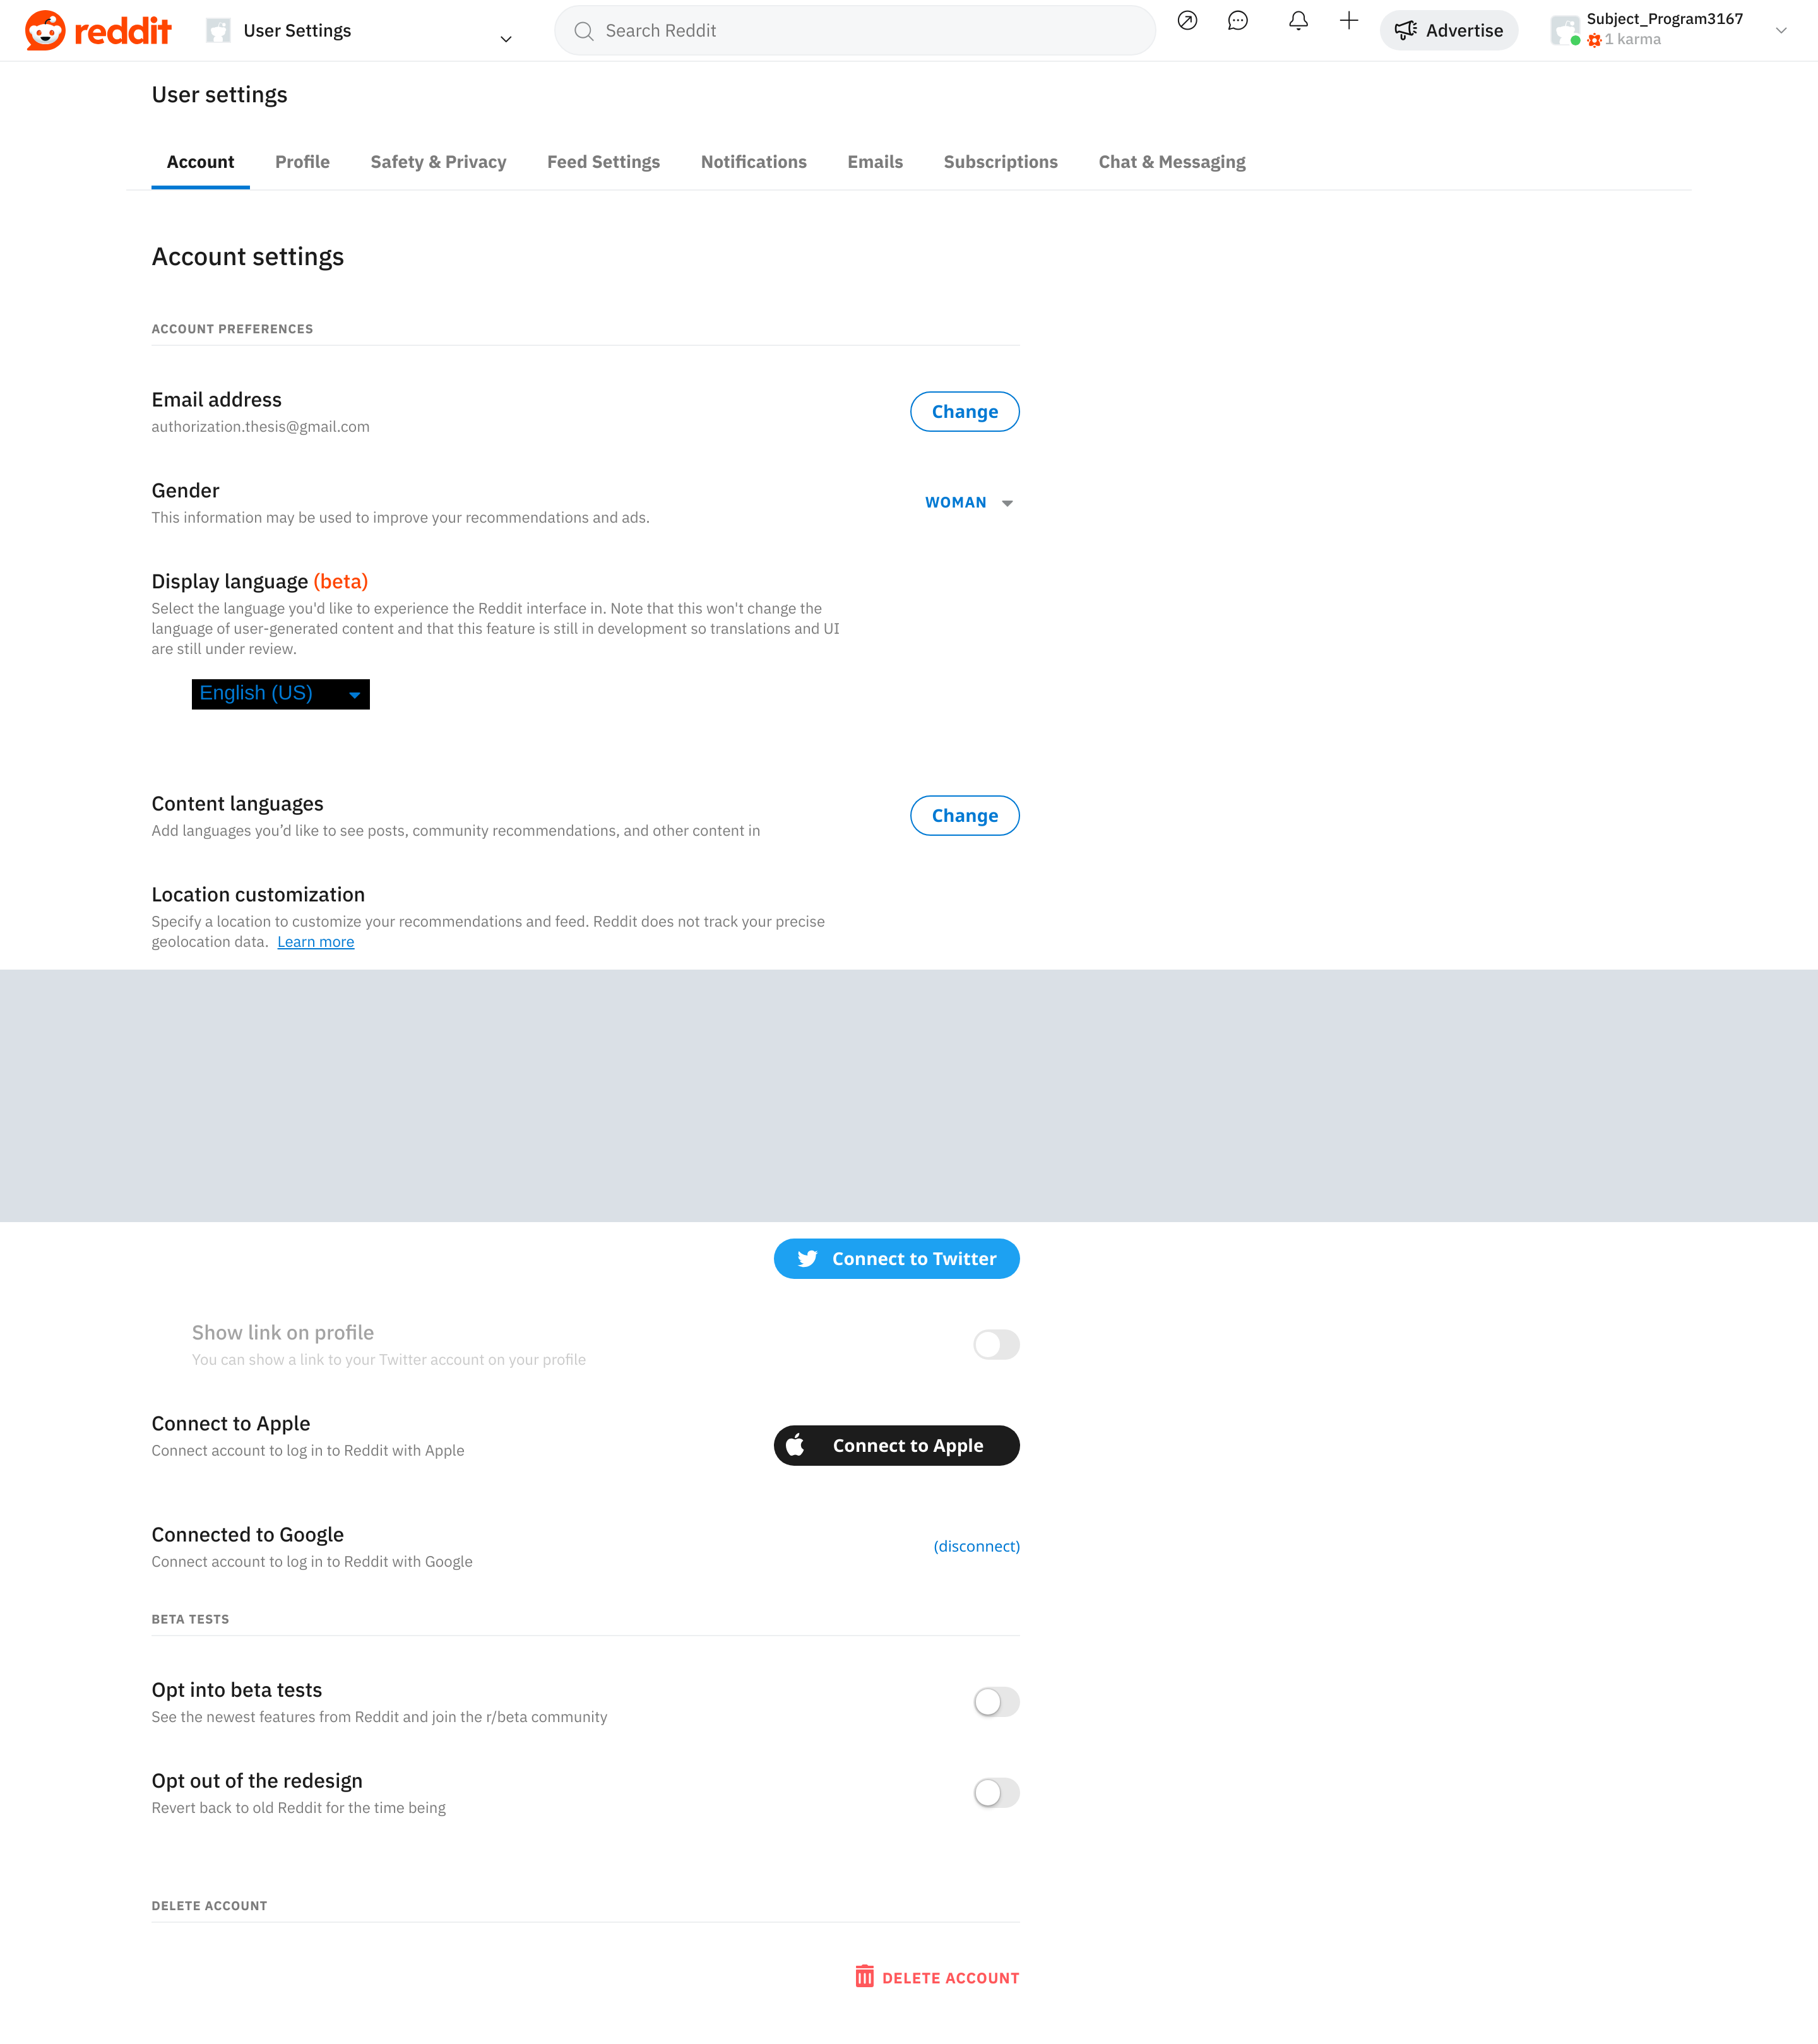 reddit
User Settings
Search Reddit
Advertise
Subject_Program3167
1 karma
User settings
Account Profile Safety & Privacy Feed Settings Notifications Emails Subscriptions Chat & Messaging
Account settings
ACCOUNT PREFERENCES
Email address
authorization.thesis@gmail.com
Change
Gender
This information may be used to improve your recommendations and ads.
WOMAN
Display language (beta)
Select the language you'd like to experience the Reddit interface in. Note that this won't change the
language of user-generated content and that this feature is still in development so translations and UI
are still under review.
English (US)
Content languages
Add languages you’d like to see posts, community recommendations, and other content in
Change
Location customization
Specify a location to customize your recommendations and feed. Reddit does not track your precise
geolocation data. Learn more
Connect to Twitter
Show link on profile
You can show a link to your Twitter account on your profile
Connect to Apple
Connect account to log in to Reddit with Apple
Connect to Apple
Connected to Google
Connect account to log in to Reddit with Google
(disconnect)
BETA TESTS
Opt into beta tests
See the newest features from Reddit and join the r/beta community
Opt out of the redesign
Revert back to old Reddit for the time being
DELETE ACCOUNT
DELETE ACCOUNT